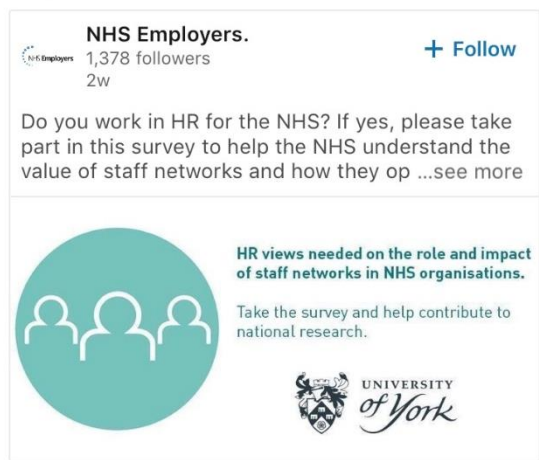 NHS Employers.
NHS Employers
1,378 followers
+ Follow
2w
Do you work in HR for the NHS? If yes, please take
part in this survey to help the NHS understand the
value of staff networks and how they op ...see more
HR views needed on the role and impact
of staff networks in NHS organisations.
Take the survey and help contribute to
national research.
UNIVERSITY
of York